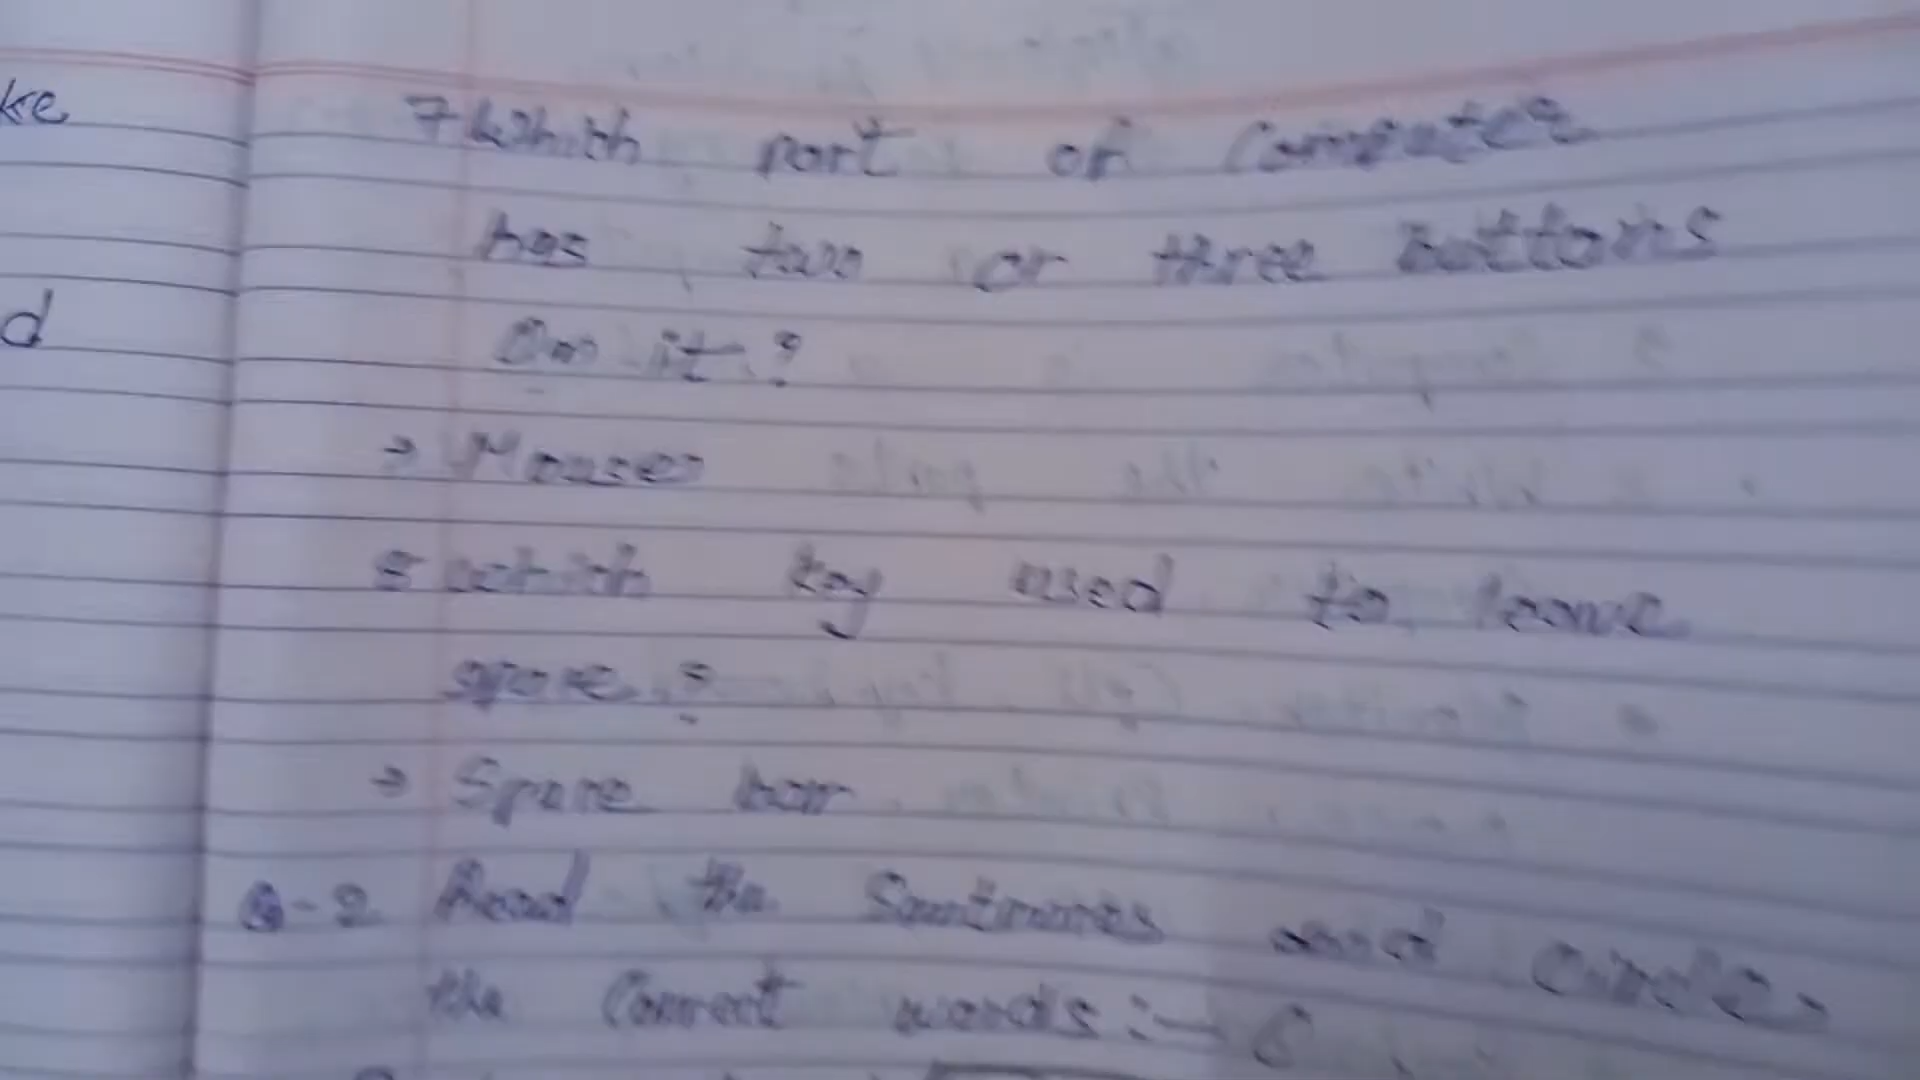 ke
d
7 Which part of Computer
has two or three buttons
On it ?
→ Mouse
8 which key used to leave
space ?
→ Space bar
Q-2 Read the Sentences and Circle
the Correct words :-